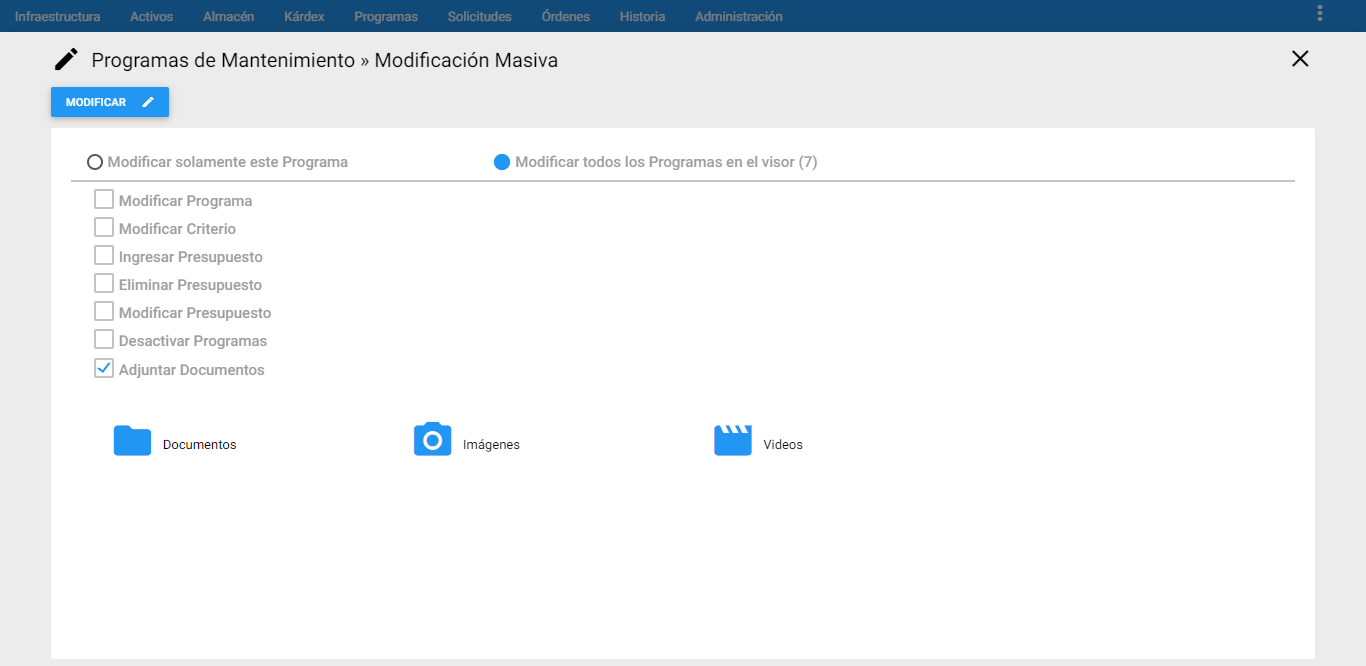 Infraestructura Activos Almacén Kárdex Programas Solicitudes Órdenes Historia Administración
Programas de Mantenimiento » Modificación Masiva
MODIFICAR
Modificar solamente este Programa Modificar todos los Programas en el visor (7)
Modificar Programa
Modificar Criterio
Ingresar Presupuesto
Eliminar Presupuesto
Modificar Presupuesto
Desactivar Programas
Adjuntar Documentos
Documentos Imágenes Videos